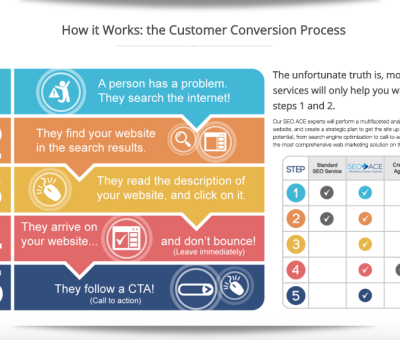 How it Works: the Customer Conversion Process
A person has a problem.
They search the internet!
They find your website
in the search results.
They read the description of
your website, and click on it.
They arrive on
your website...
and don't bounce!
(Leave immediately)
They follow a CTA!
(Call to action)
The unfortunate truth is, mo
services will only help you w
steps 1 and 2.
Our SEO ACE experts will perform a multifaceted anal
website, and create a strategic plan to get the site up
potential, from search engine optimization to call-to-a
the most comprehensive web marketing solution on th
STEP
Standard
SEO Service
SEO ACE
Cre
Ag
1
2
3
4
5